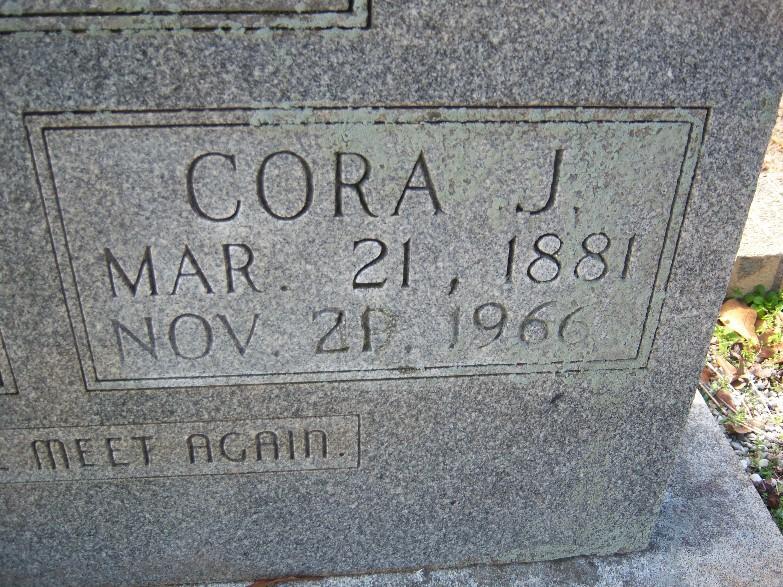 CORA J.
MAR. 21, 1881
NOV. 1966
MEET AGAIN.